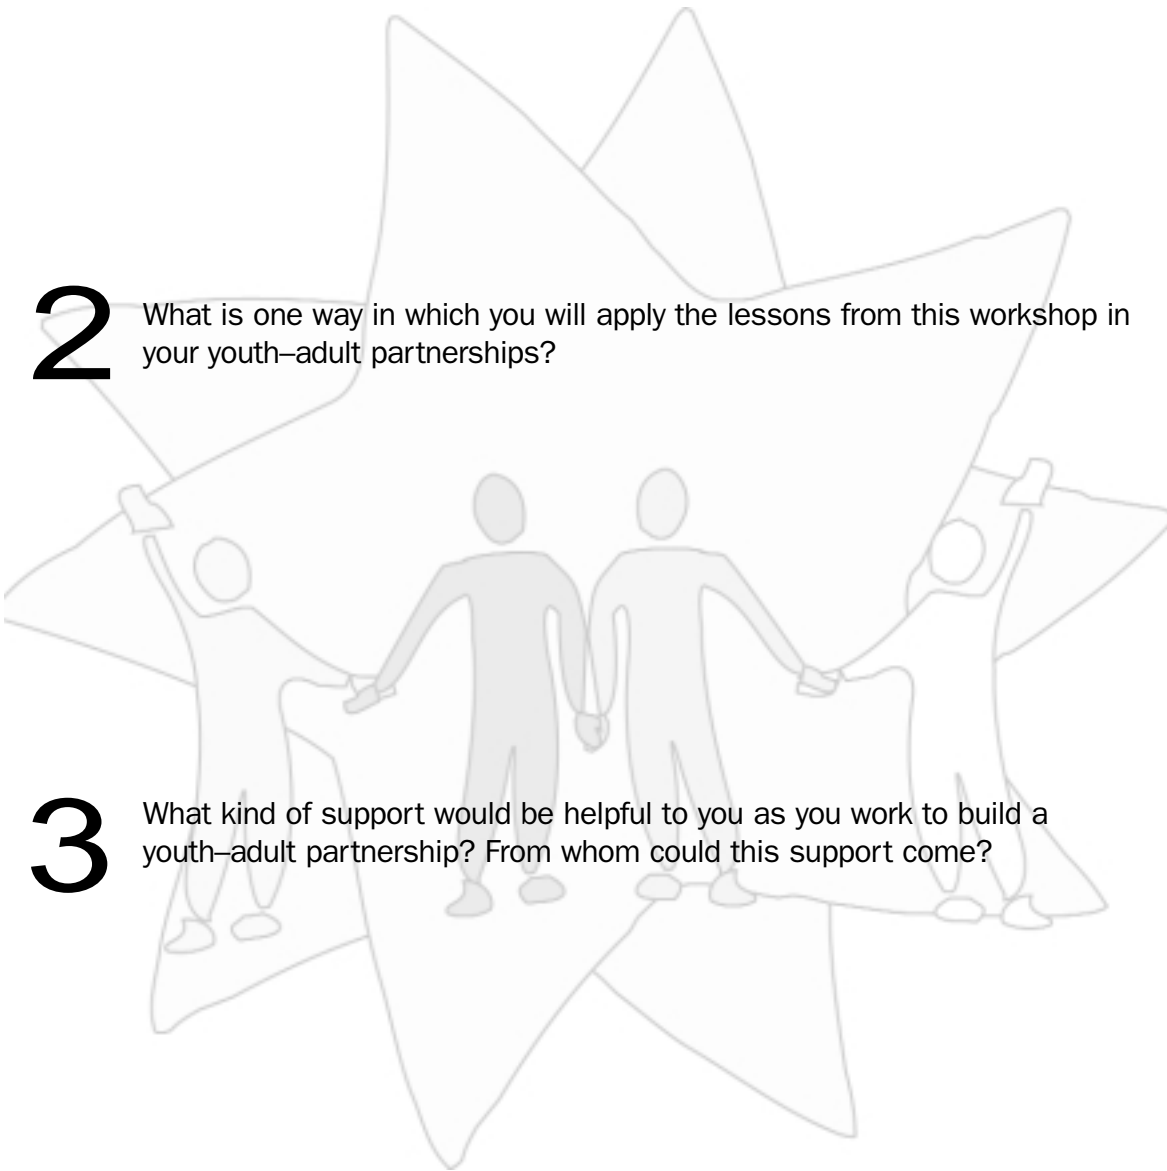 2 What is one way in which you will apply the lessons from this workshop in
your youth–adult partnerships?
3 What kind of support would be helpful to you as you work to build a
youth–adult partnership? From whom could this support come?